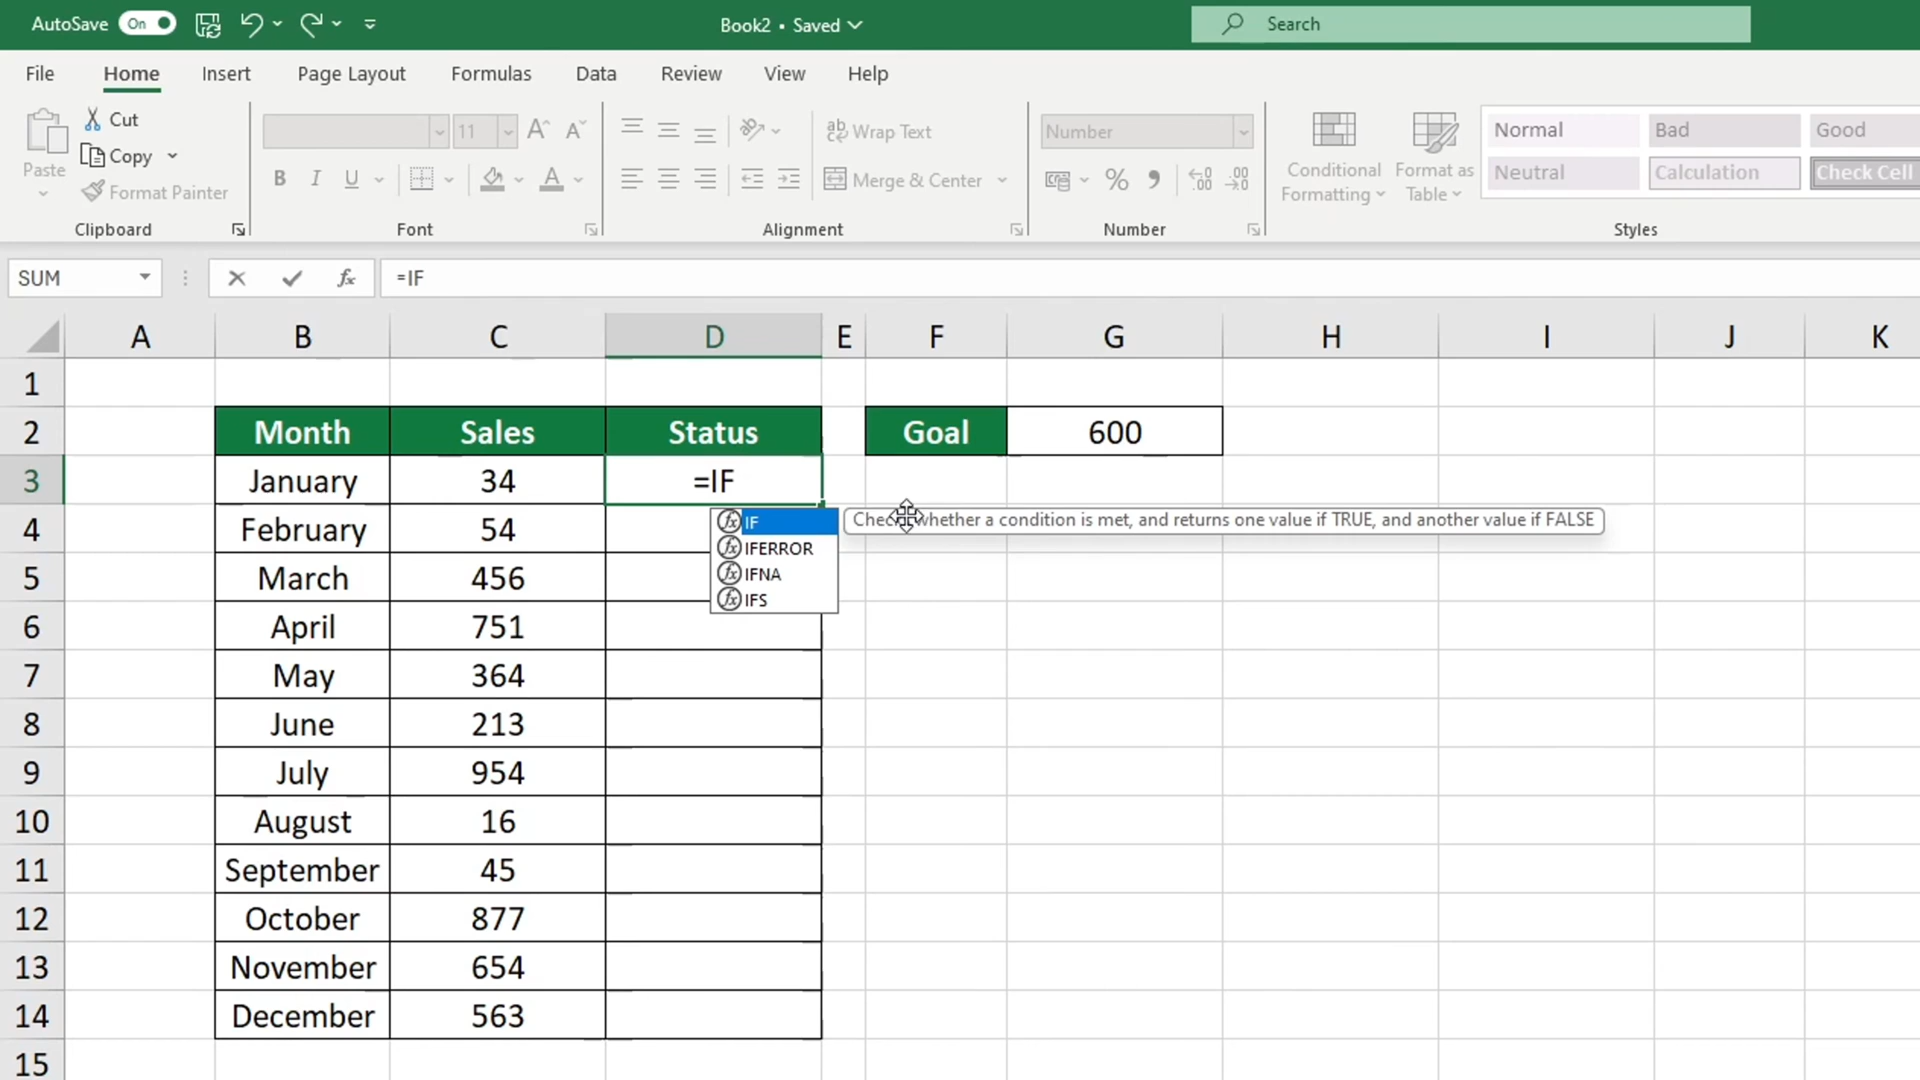 AutoSave On Book2 • Saved Search
File Home Insert Page Layout Formulas Data Review View Help
Paste Cut Copy Format Painter Clipboard
11 Font
Wrap Text Merge & Center Alignment
Number Number
Conditional Formatting Format as Table
Normal Bad Good
Neutral Calculation Check Cell
Styles
SUM =IF
A B C D E F G H I J K
1
2 Month Sales Status Goal 600
3 January 34 =IF
4 February 54
IF Check whether a condition is met, and returns one value if TRUE, and another value if FALSE
IFERROR
IFNA
IFS
5 March 456
6 April 751
7 May 364
8 June 213
9 July 954
10 August 16
11 September 45
12 October 877
13 November 654
14 December 563
15